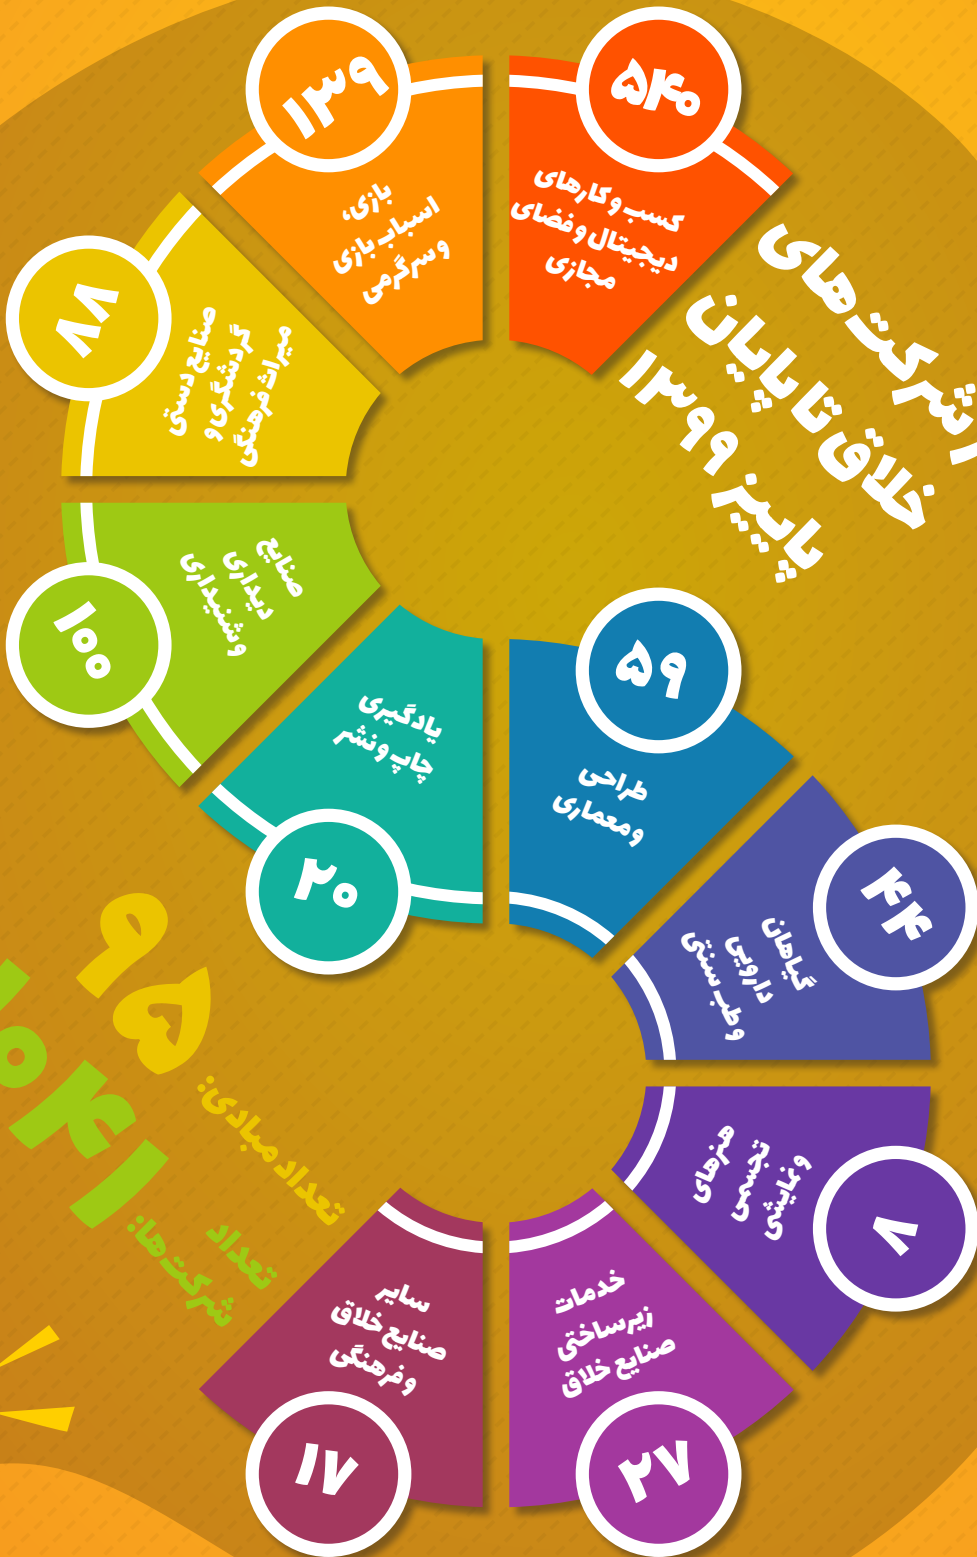 شرکت‌های
خلاق تا پایان
پاییز ۱۳۹۹
۵۴۰
کسب و کارهای
دیجیتال و فضای
مجازی
۱۳۹
بازی،
اسباب بازی
و سرگرمی
۸۸
صنایع دستی
گردشگری و
میراث فرهنگی
۱۰۰
صنایع
دیداری
و شنیداری
یادگیری
چاپ و نشر
۲۰
۵۹
طراحی
و معماری
۴۴
گیاهان
دارویی
و طب سنتی
هنرهای
تجسمی
و نمایشی
۸
خدمات
زیرساختی
صنایع خلاق
۲۷
سایر
صنایع خلاق
و فرهنگی
۱۷
تعداد مبادی:
۹۵
تعداد
شرکت‌ها:
۱۰۴۱